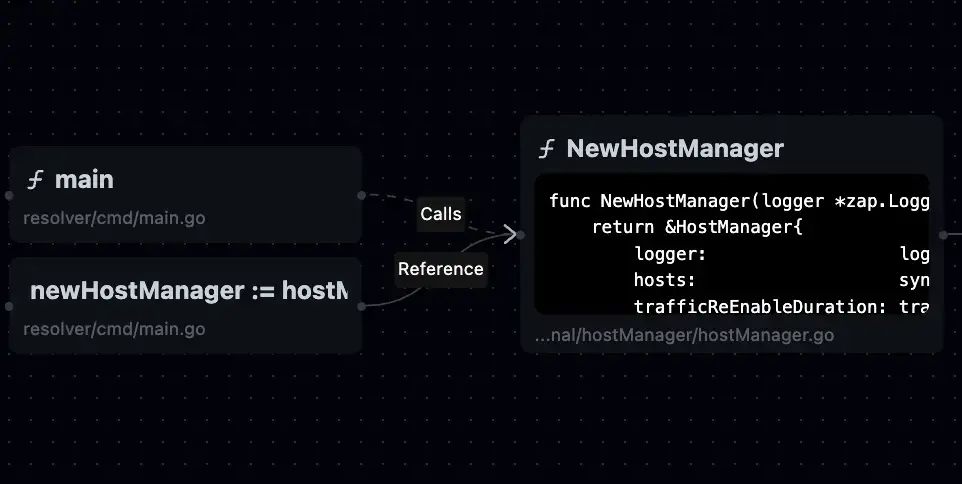 main
resolver/cmd/main.go
newHostManager := host
resolver/cmd/main.go
Calls
Reference
NewHostManager
func NewHostManager(logger *zap.Logg
return &HostManager{
logger: log
hosts: syn
trafficReEnableDuration: tra
...nal/hostManager/hostManager.go